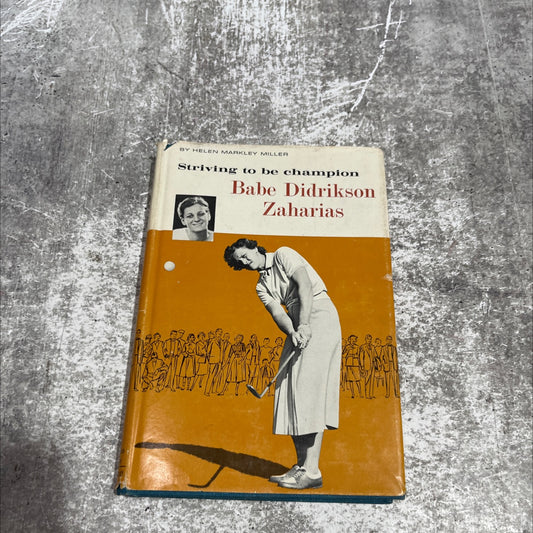 BY HELEN MARKLEY MILLER
Striving to be champion
Babe Didrikson
Zaharias